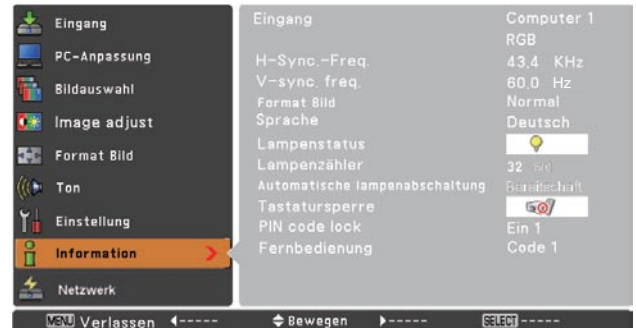 Eingang
PC-Anpassung
Bildauswahl
Image adjust
Format Bild
Ton
Einstellung
Information
Netzwerk
Eingang Computer 1
RGB
H-Sync.-Freq. 43,4 KHz
V-sync. freq. 60,0 Hz
Format Bild Normal
Sprache Deutsch
Lampenstatus
Lampenzähler 32
Automatische lampenabschaltung Bereitschaft
Tastatursperre
PIN code lock Ein 1
Fernbedienung Code 1
MENU Verlassen ----- Bewegen ----- SELECT -----